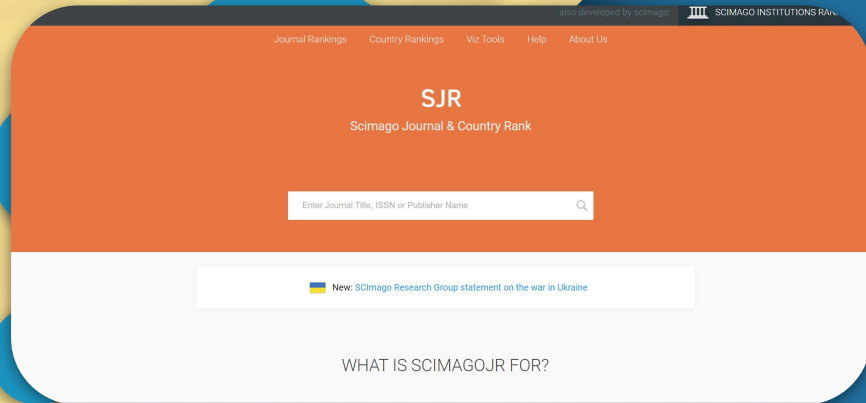 also developed by scimago:
SCIMAGO INSTITUTIONS
Journal Rankings Country Rankings Viz Tools Help About Us
SJR
Scimago Journal & Country Rank
Enter Journal Title, ISSN or Publisher Name
New: SCImago Research Group statement on the war in Ukraine
WHAT IS SCIMAGOJR FOR?